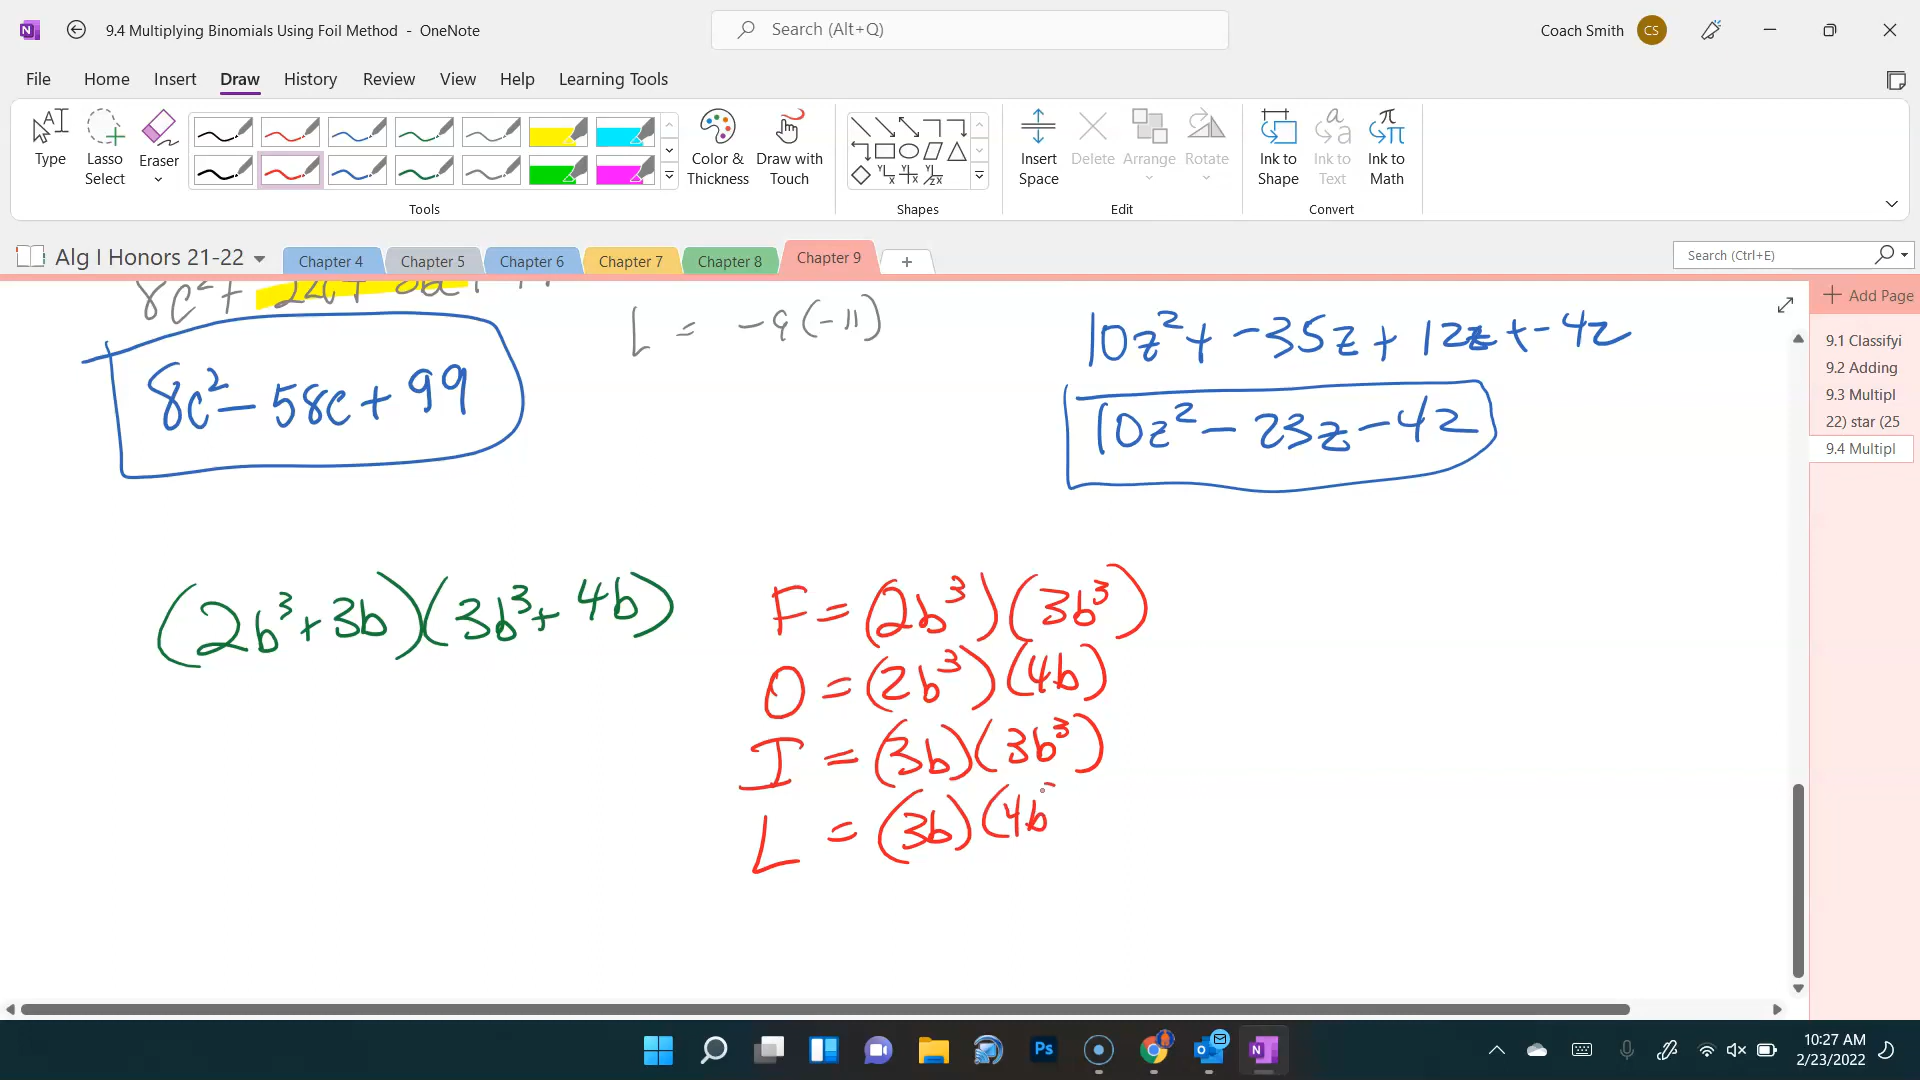 9.4 Multiplying Binomials Using Foil Method - OneNote
Search (Alt+Q)
Coach Smith CS
File Home Insert Draw History Review View Help Learning Tools
Type
Lasso Select
Eraser
Color & Thickness
Draw with Touch
Insert Space
Delete
Arrange
Rotate
Ink to Shape
Ink to Text
Ink to Math
Tools Shapes Edit Convert
Alg I Honors 21-22 Chapter 4 Chapter 5 Chapter 6 Chapter 7 Chapter 8 Chapter 9 +
Search (Ctrl+E)
Add Page
9.1 Classifyi
9.2 Adding
9.3 Multipl
22) star (25
9.4 Multipl
L = -9(-11)
8c² - 58c + 99
10z² + -35z + 12z + -42
10z² - 23z - 42
(2b³+3b)(3b³+4b)
F = (2b³)(3b³)
O = (2b³)(4b)
I = (3b)(3b³)
L = (3b)(4b
Ps
10:27 AM
2/23/2022